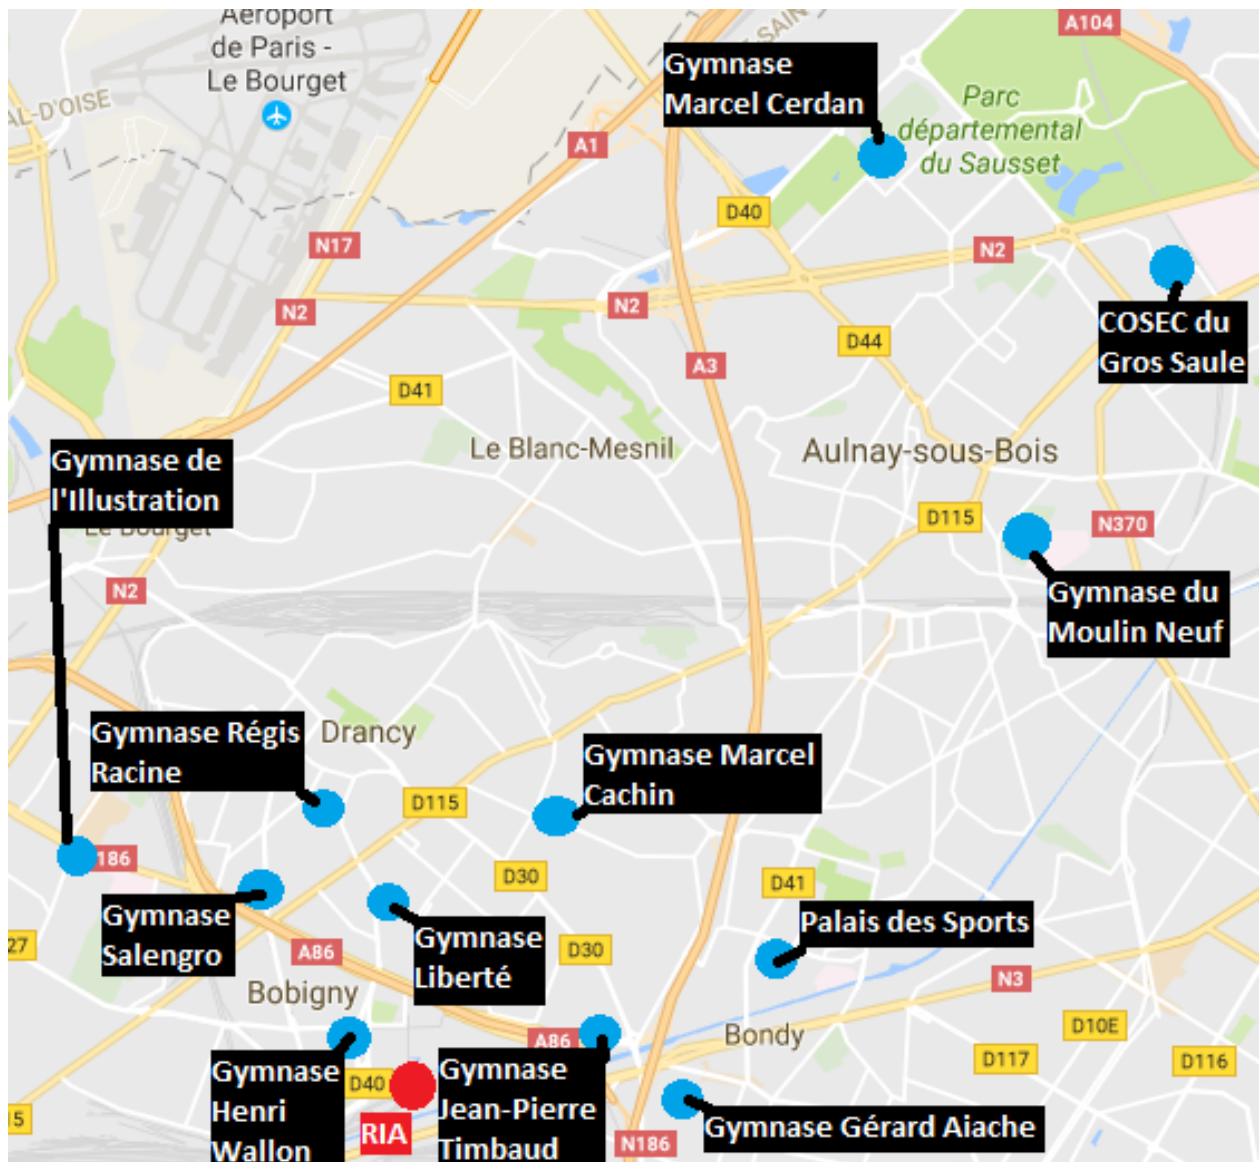 Aéroport
de Paris -
Le Bourget
A104
Gymnase
Marcel Cerdan
Parc
départemental
du Sausset
AL-D'OISE
A1
D40
N17
N2
N2
N2
COSEC du
Gros Saule
D44
A3
D41
Le Blanc-Mesnil
Aulnay-sous-Bois
Gymnase de
l'Illustration
Le Bourget
D115
N370
N2
Gymnase du
Moulin Neuf
Gymnase Régis
Racine
Drancy
Gymnase Marcel
Cachin
D115
186
D30
D41
Gymnase
Salengro
Gymnase
Liberté
Palais des Sports
27
A86
D30
N3
Bobigny
A86
Bondy
D10E
D117
D116
Gymnase
Henri
Wallon
D40
RIA
Gymnase
Jean-Pierre
Timbaud
Gymnase Gérard Aiache
15
N186